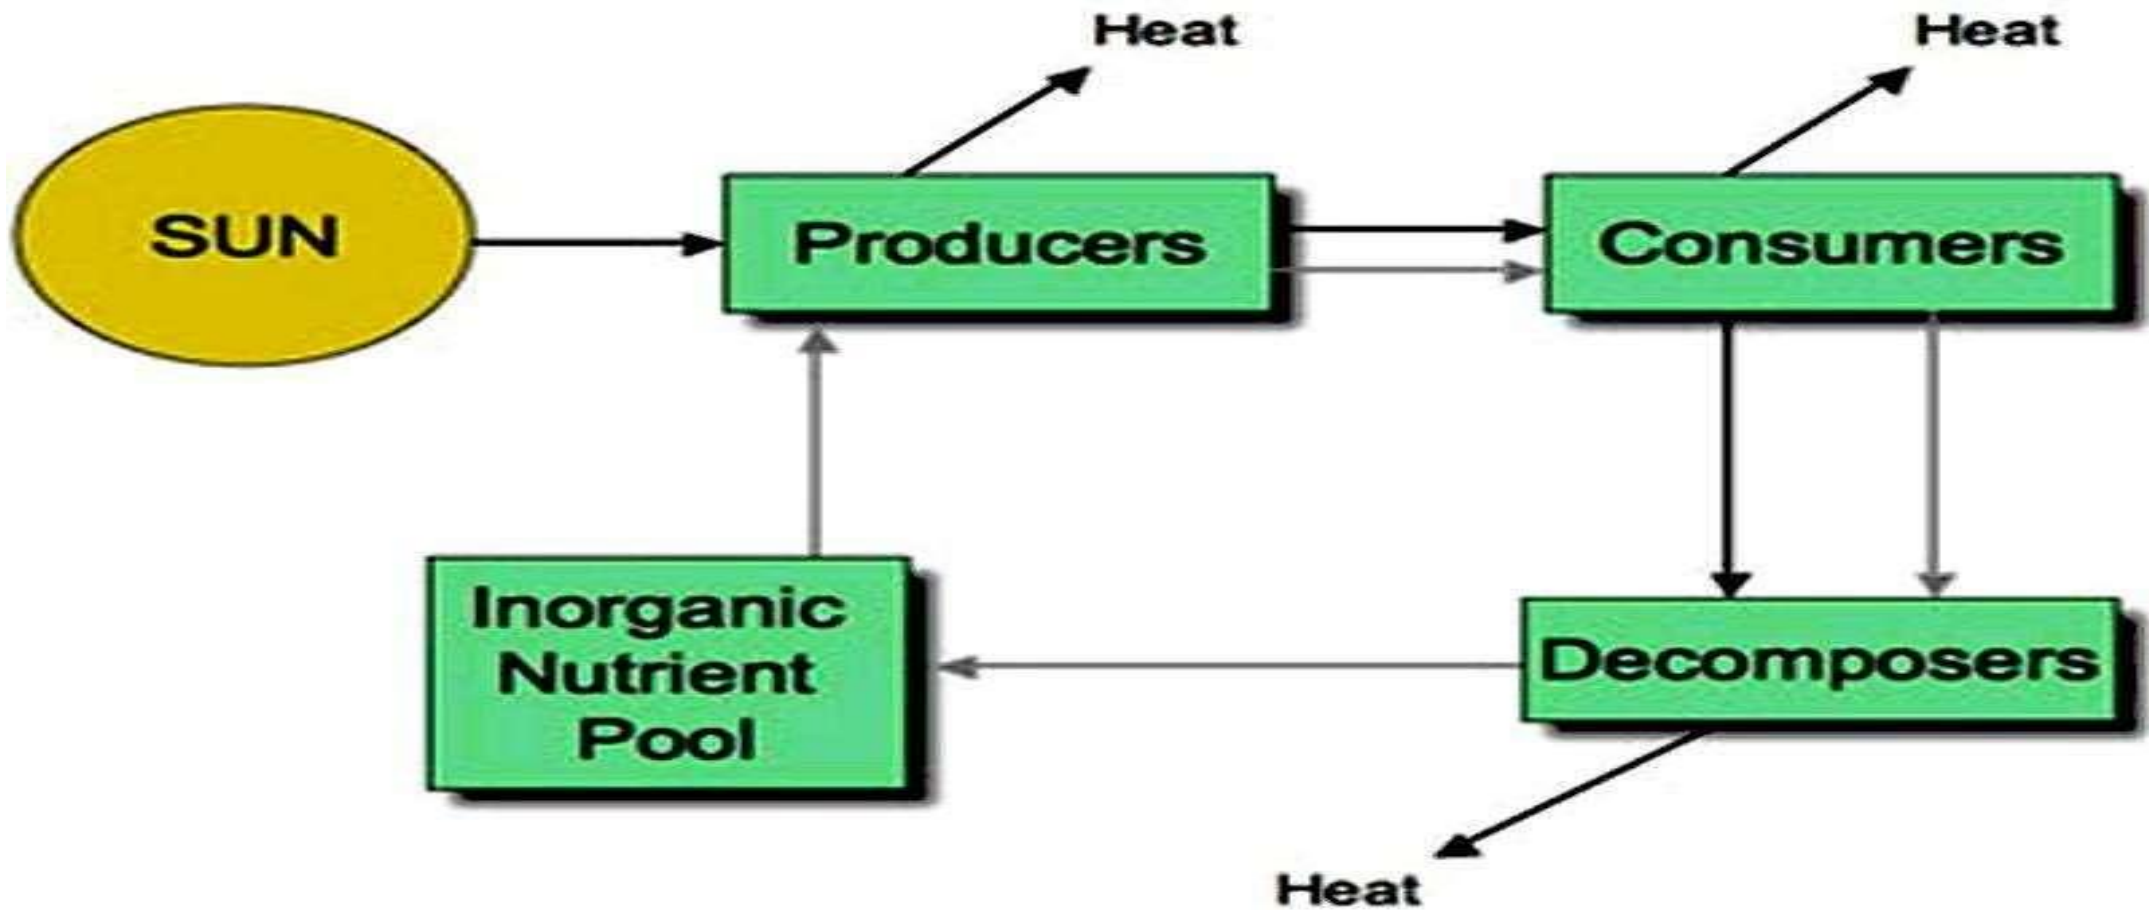 Heat
Heat
SUN
Producers
Consumers
Inorganic
Nutrient
Pool
Decomposers
Heat